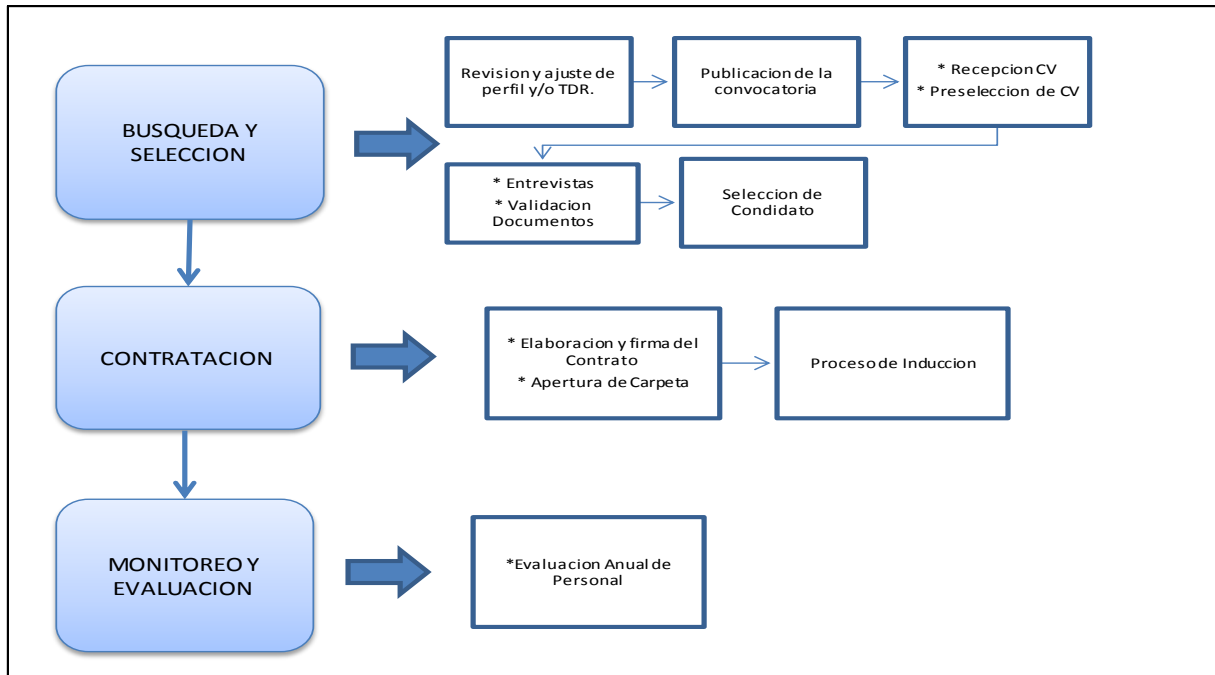 BUSQUEDA Y
SELECCION
Revision y ajuste de
perfil y/o TDR.
Publicacion de la
convocatoria
* Recepcion CV
* Preseleccion de CV
* Entrevistas
* Validacion
Documentos
Seleccion de
Condidato
CONTRATACION
* Elaboracion y firma del
Contrato
* Apertura de Carpeta
Proceso de Induccion
MONITOREO Y
EVALUACION
*Evaluacion Anual de
Personal